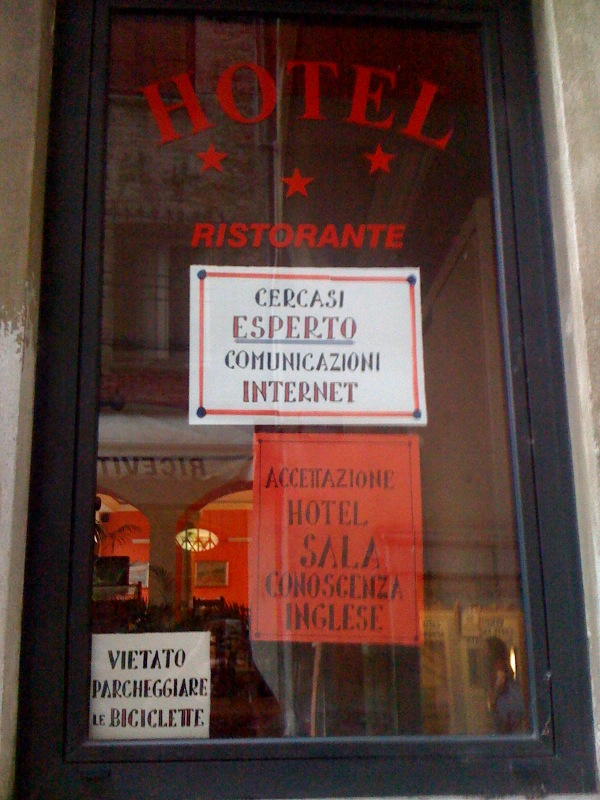 HOTEL
RISTORANTE
CERCASI
ESPERTO
COMUNICAZIONI
INTERNET
ACCETTAZIONE
HOTEL
SALA
CONOSCENZA
INGLESE
VIETATO
PARCHEGGIARE
LE BICICLETTE